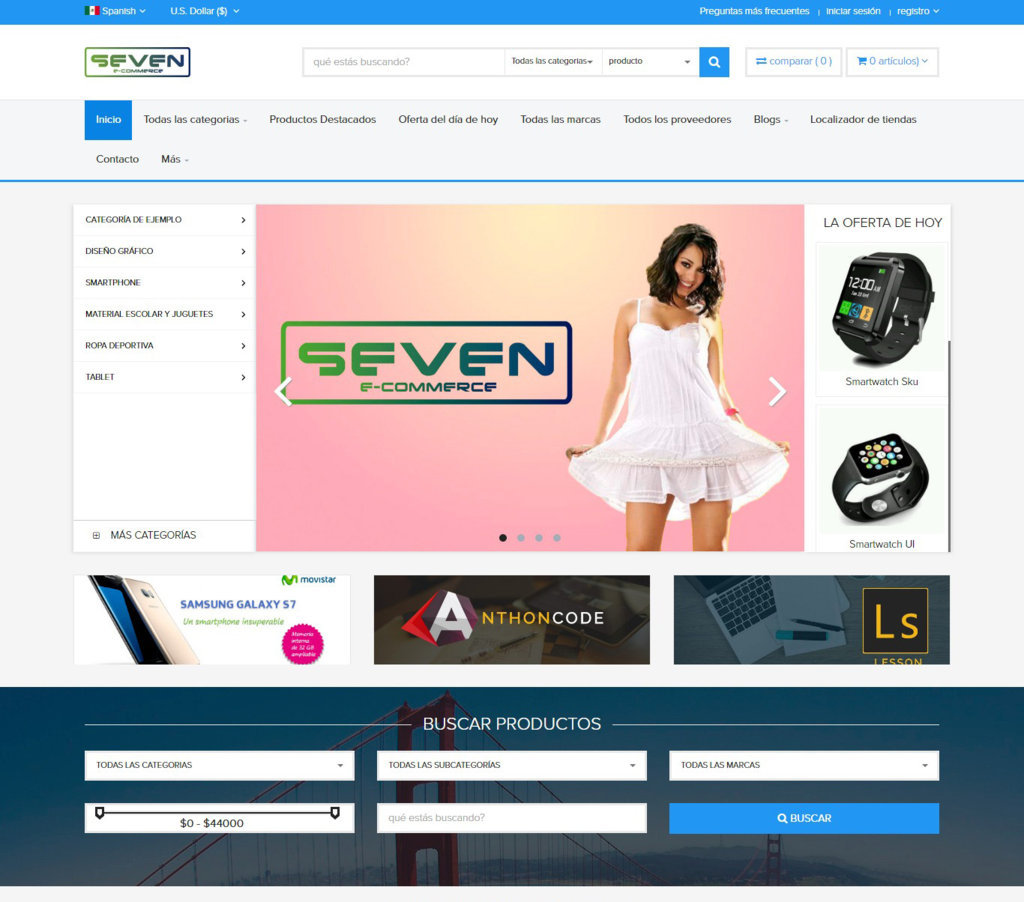 Spanish
U.S. Dollar ($)
Preguntas más frecuentes | iniciar sesión | registro
SEVEN
E-COMMERCE
qué estás buscando?
Todas las categorias
producto
comparar ( 0 )
0 artículos)
Inicio
Todas las categorias
Productos Destacados
Oferta del día de hoy
Todas las marcas
Todos los proveedores
Blogs
Localizador de tiendas
Contacto
Más
CATEGORÍA DE EJEMPLO
DISEÑO GRÁFICO
SMARTPHONE
MATERIAL ESCOLAR Y JUGUETES
ROPA DEPORTIVA
TABLET
MÁS CATEGORÍAS
SEVEN
E-COMMERCE
LA OFERTA DE HOY
12:00 AM
Smartwatch Sku
Smartwatch UI
movistar
SAMSUNG GALAXY S7
Un smartphone insuperable
Memoria
interna
de 32 GB
ampliable
ANTHONCODE
Ls
LESSON
BUSCAR PRODUCTOS
TODAS LAS CATEGORIAS
TODAS LAS SUBCATEGORÍAS
TODAS LAS MARCAS
$0 - $44000
qué estás buscando?
BUSCAR